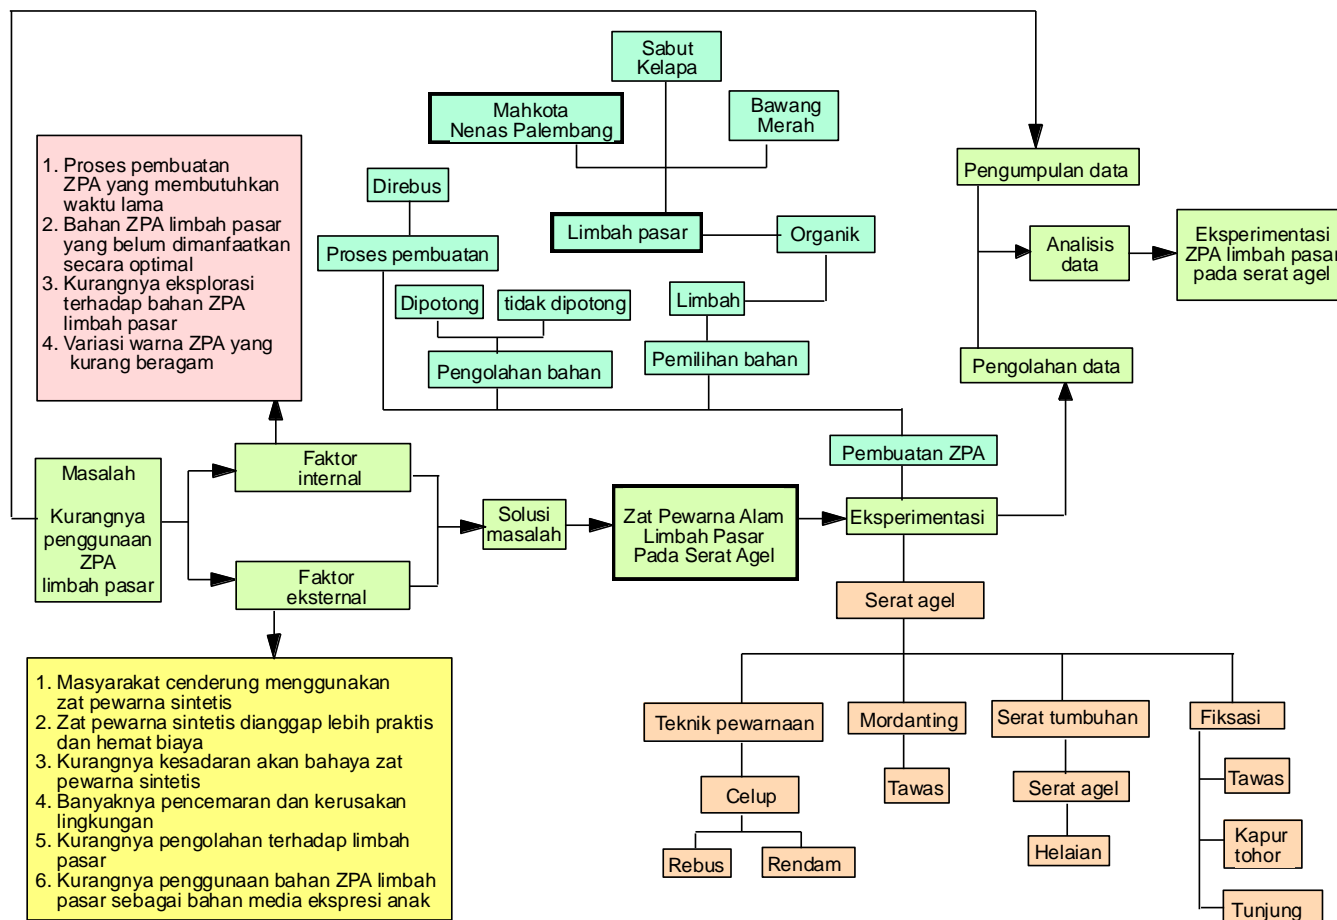 Sabut
Kelapa
Mahkota
Nenas Palembang
Bawang
Merah
1. Proses pembuatan
ZPA yang membutuhkan
waktu lama
2. Bahan ZPA limbah pasar
yang belum dimanfaatkan
secara optimal
3. Kurangnya eksplorasi
terhadap bahan ZPA
limbah pasar
4. Variasi warna ZPA yang
kurang beragam
Direbus
Limbah pasar
Organik
Proses pembuatan
Dipotong
tidak dipotong
Limbah
Pengolahan bahan
Pemilihan bahan
Pengumpulan data
Analisis
data
Eksperimentasi
ZPA limbah pasar
pada serat agel
Pengolahan data
Pembuatan ZPA
Masalah
Kurangnya
penggunaan
ZPA
limbah pasar
Faktor
internal
Faktor
eksternal
Solusi
masalah
Zat Pewarna Alam
Limbah Pasar
Pada Serat Agel
Eksperimentasi
Serat agel
1. Masyarakat cenderung menggunakan
zat pewarna sintetis
2. Zat pewarna sintetis dianggap lebih praktis
dan hemat biaya
3. Kurangnya kesadaran akan bahaya zat
pewarna sintetis
4. Banyaknya pencemaran dan kerusakan
lingkungan
5. Kurangnya pengolahan terhadap limbah
pasar
6. Kurangnya penggunaan bahan ZPA limbah
pasar sebagai bahan media ekspresi anak
Teknik pewarnaan
Mordanting
Serat tumbuhan
Fiksasi
Celup
Tawas
Serat agel
Tawas
Rebus
Rendam
Helaian
Kapur
tohor
Tunjung